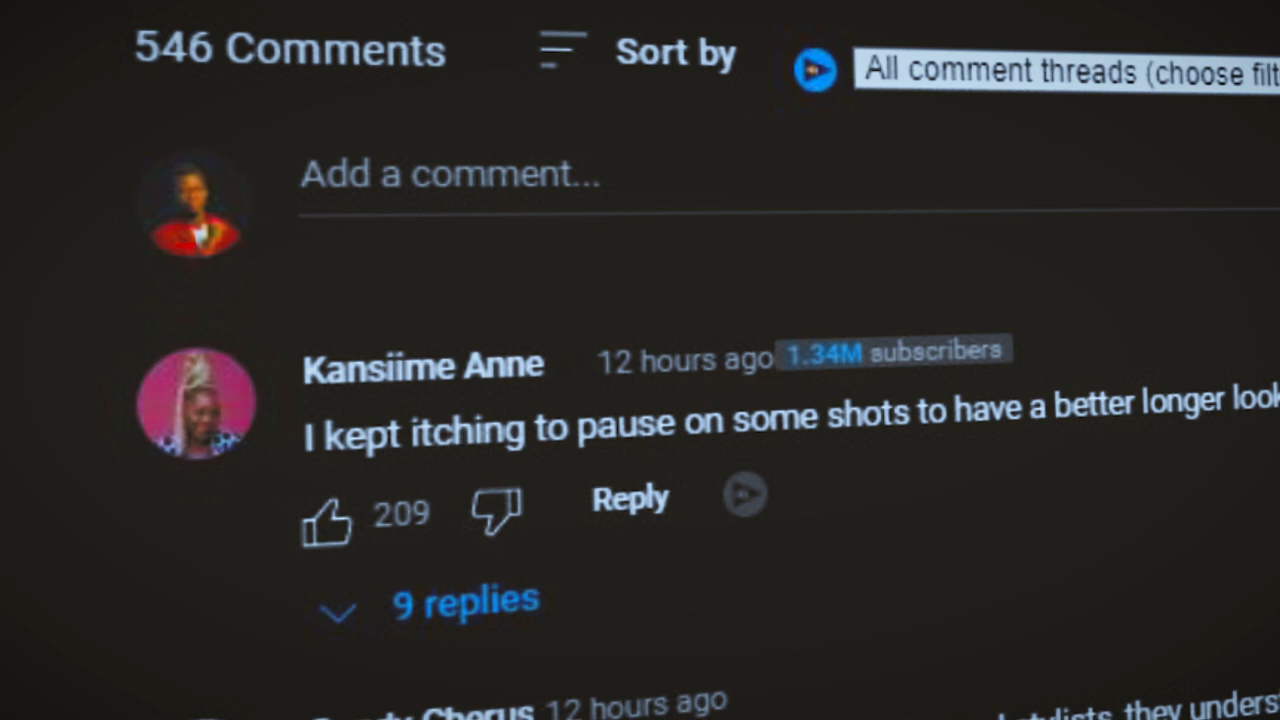 546 Comments
Sort by
All comment threads (choose filt
Add a comment...
Kansiime Anne 12 hours ago 1.34M subscribers
I kept itching to pause on some shots to have a better longer look
209 Reply
9 replies
Chorus 12 hours ago
they unders